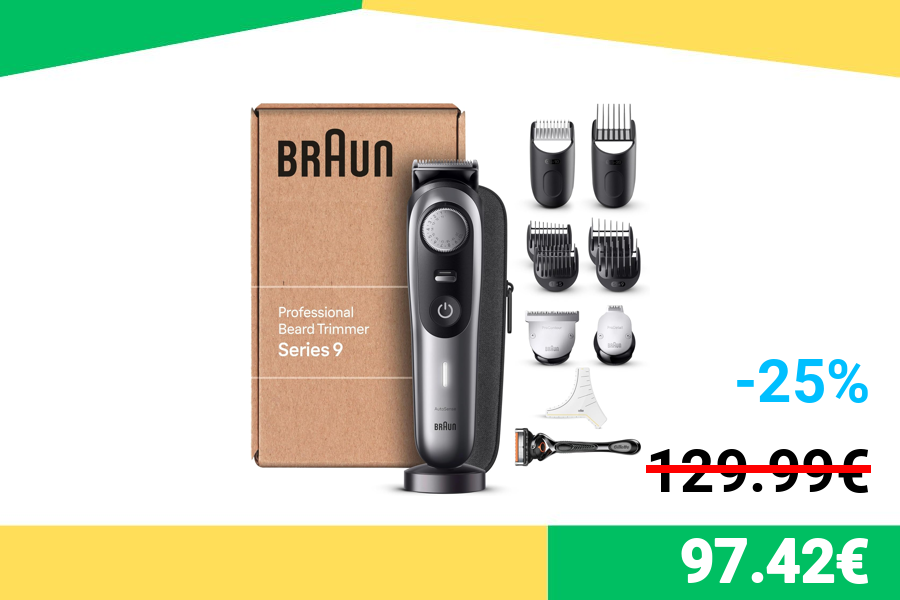 BRAUN
Professional
Beard Trimmer
Series 9
BRAUN
-25%
129.99€
97.42€